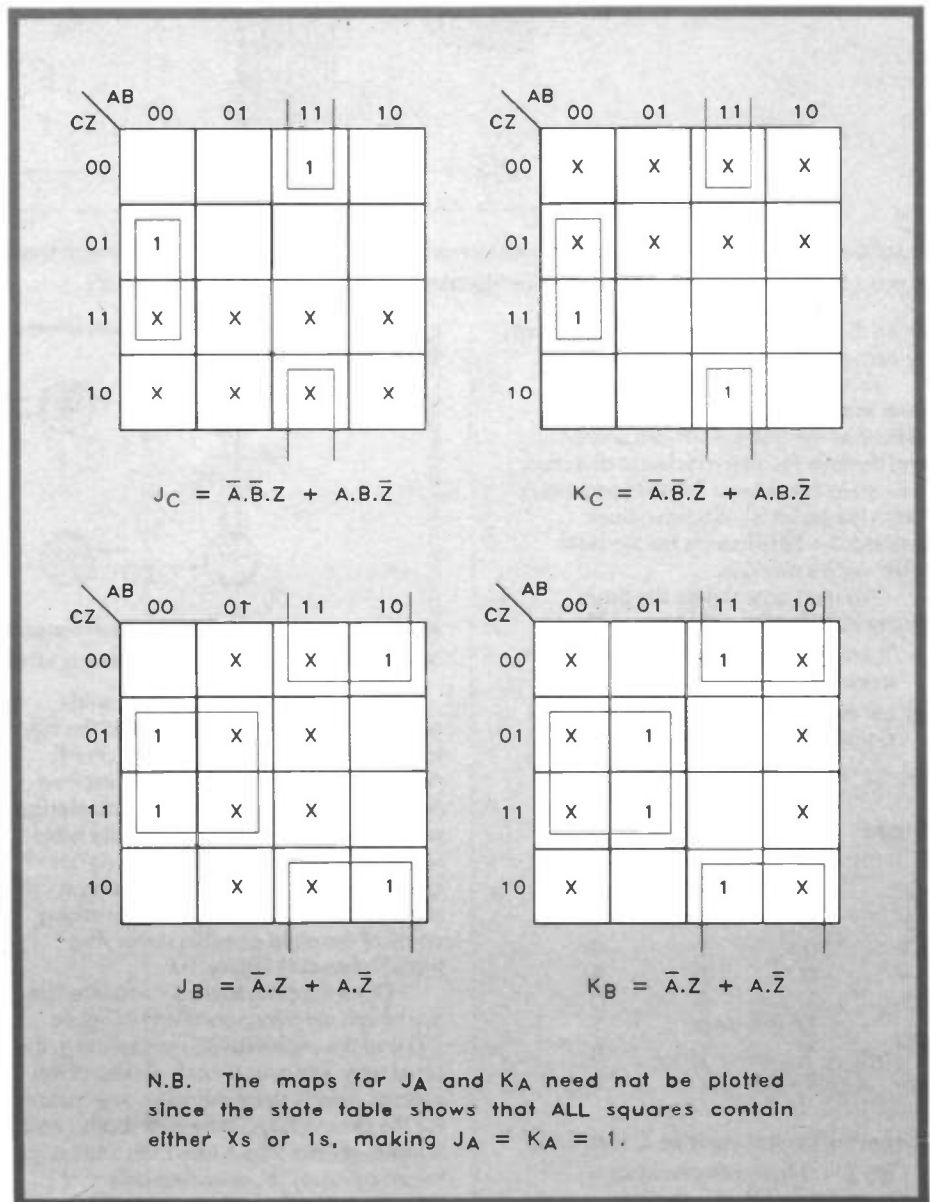 AB AB
CZ 00 01 11 10 CZ 00 01 11 10
00 1 00 X X X X
01 1 01 X X X X
11 X X X X 11 1
10 X X X X 10 1
J_C = A̅.B̅.Z + A.B.Z̅ K_C = A̅.B̅.Z + A.B.Z̅
AB AB
CZ 00 01 11 10 CZ 00 01 11 10
00 X X 1 00 X 1 X
01 1 X X 01 X 1 X
11 1 X X 11 X 1 X
10 X X 1 10 X 1 X
J_B = A̅.Z + A.Z̅ K_B = A̅.Z + A.Z̅
N.B. The maps far J_A and K_A need nat be plotted
since the state table shows that ALL squares contain
either Xs or 1s, making J_A = K_A = 1.